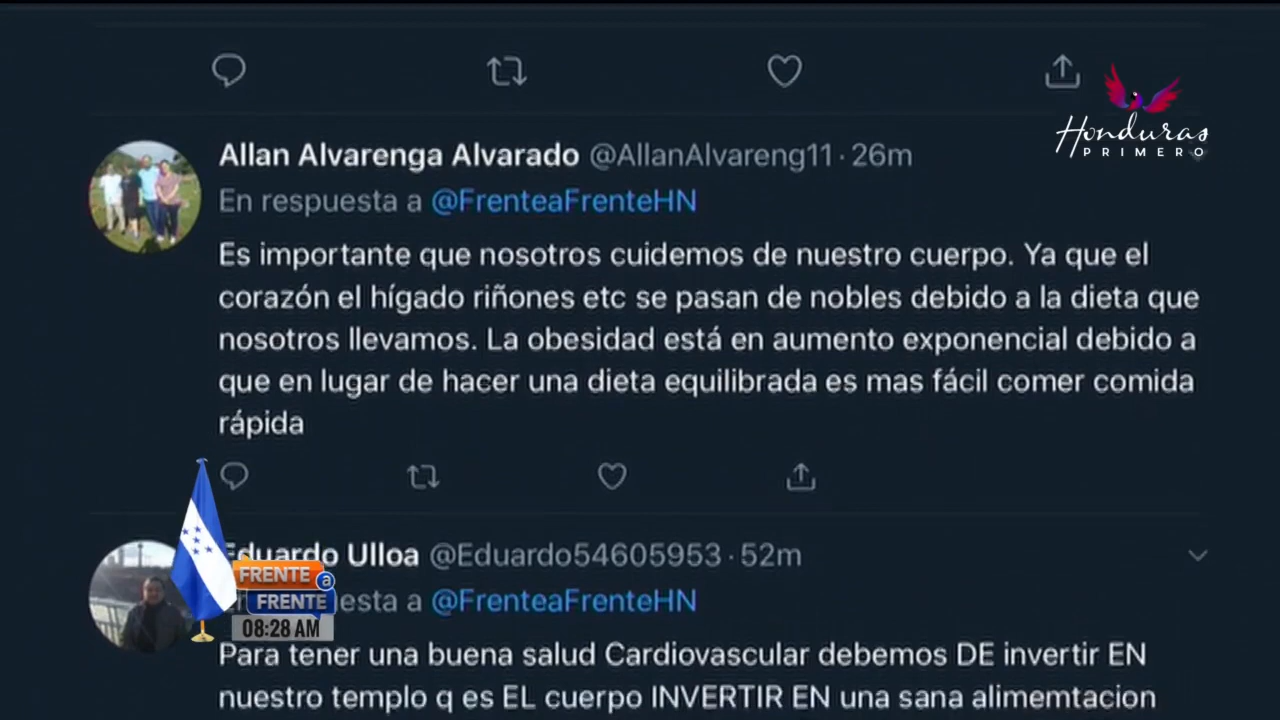 Honduras
PRIMERO
Allan Alvarenga Alvarado @AllanAlvareng11 · 26m
En respuesta a @FrenteaFrenteHN
Es importante que nosotros cuidemos de nuestro cuerpo. Ya que el
corazón el hígado riñones etc se pasan de nobles debido a la dieta que
nosotros llevamos. La obesidad está en aumento exponencial debido a
que en lugar de hacer una dieta equilibrada es mas fácil comer comida
rápida
Eduardo Ulloa @Eduardo54605953 · 52m
a @FrenteaFrenteHN
FRENTE a
FRENTE
08:28 AM
Para tener una buena salud Cardiovascular debemos DE invertir EN
nuestro templo q es EL cuerpo INVERTIR EN una sana alimemtacion